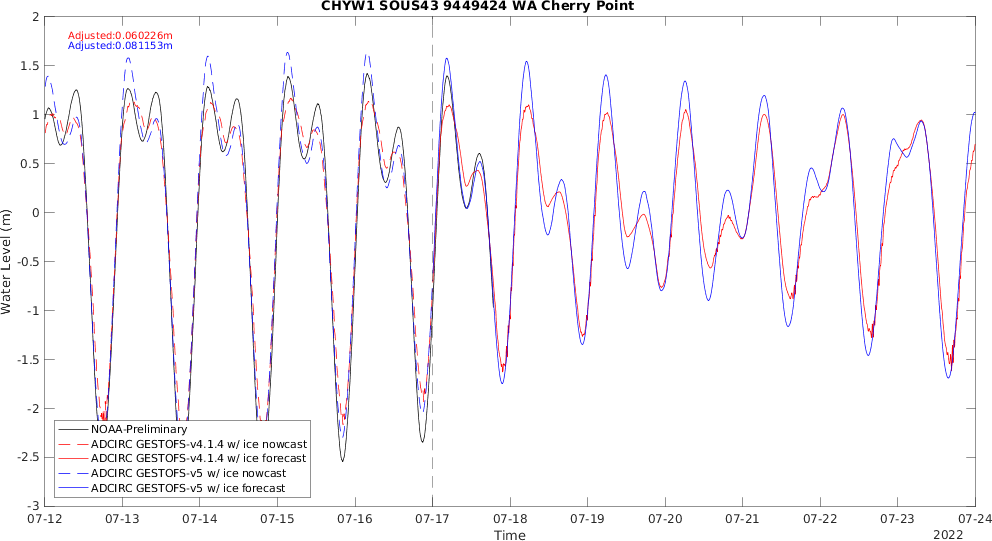 CHYW1 SOUS43 9449424 WA Cherry Point
Adjusted:0.060226m
Adjusted:0.081153m
Water Level (m)
2
1.5
1
0.5
0
-0.5
-1
-1.5
-2
-2.5
-3
NOAA-Preliminary
ADCIRC GESTOFS-v4.1.4 w/ ice nowcast
ADCIRC GESTOFS-v4.1.4 w/ ice forecast
ADCIRC GESTOFS-v5 w/ ice nowcast
ADCIRC GESTOFS-v5 w/ ice forecast
07-12 07-13 07-14 07-15 07-16 07-17 07-18 07-19 07-20 07-21 07-22 07-23 07-24
Time
2022